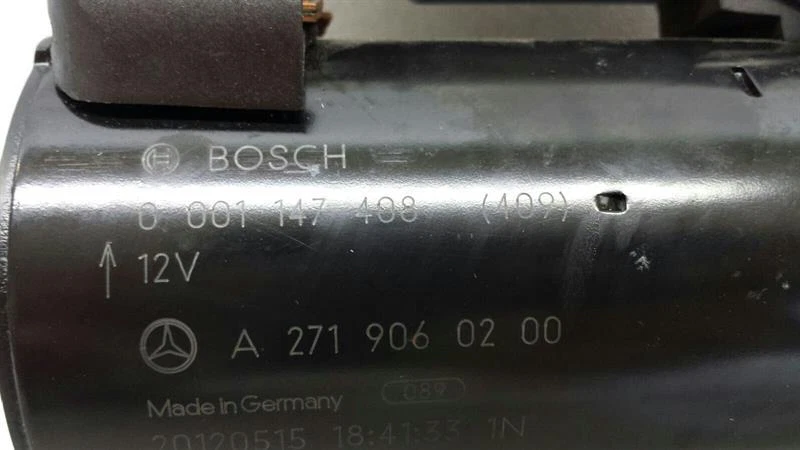 BOSCH
0 001 147 408 (409)
12V
A 271 906 02 00
089
Made in Germany
20120515 18:41:33 1N